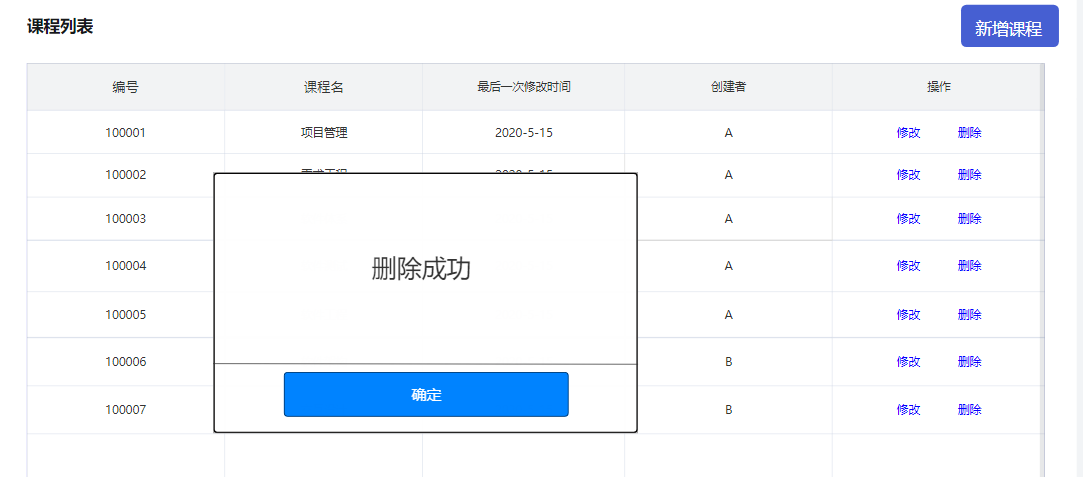 课程列表
新增课程
编号 课程名 最后一次修改时间 创建者 操作
100001 项目管理 2020-5-15 A 修改 删除
100002 2020-5-15 A 修改 删除
100003 A 修改 删除
删除成功
100004 A 修改 删除
100005 A 修改 删除
100006 B 修改 删除
确定
100007 B 修改 删除